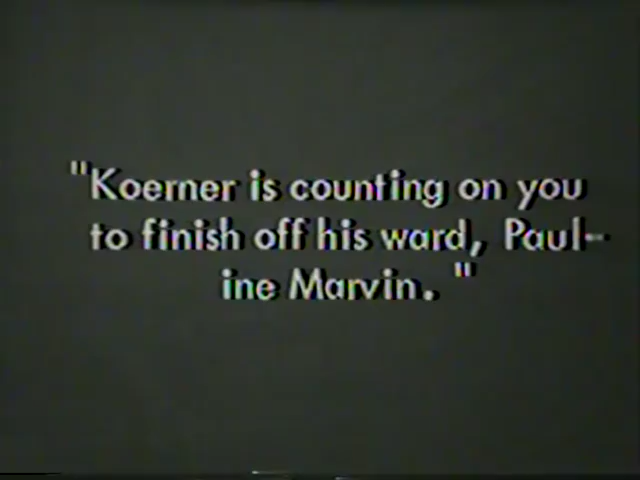 "Koerner is counting on you
to finish off his ward, Paul-
ine Marvin. "